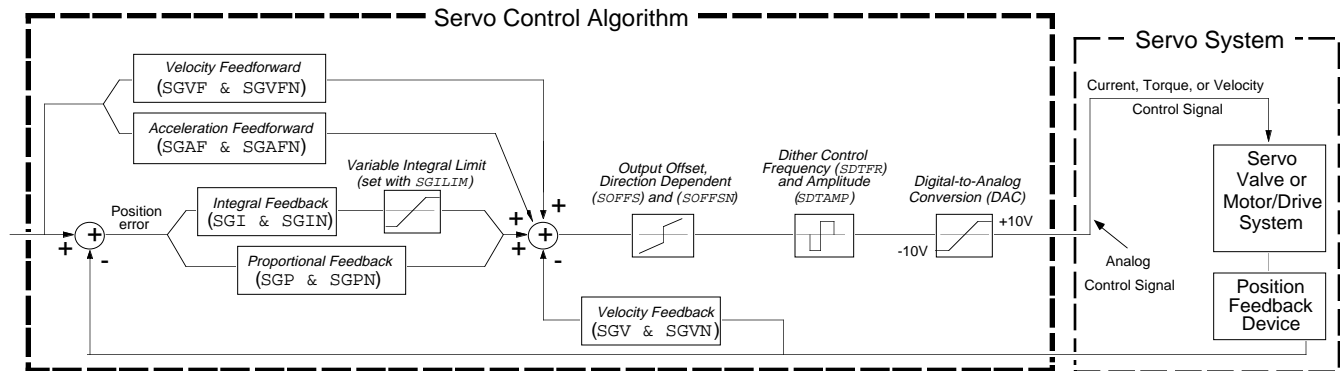 Servo Control Algorithm
Servo System
Velocity Feedforward
(SGVF & SGVFN)
Acceleration Feedforward
(SGAF & SGAFN)
Variable Integral Limit
(set with SGILIM)
Integral Feedback
(SGI & SGIN)
Proportional Feedback
(SGP & SGPN)
Position
error
+
+
-
+
+
+
+
-
Output Offset,
Direction Dependent
(SOFFS) and (SOFFSN)
Dither Control
Frequency (SDTFR)
and Amplitude
(SDTAMP)
Digital-to-Analog
Conversion (DAC)
+10V
-10V
Velocity Feedback
(SGV & SGVN)
Current, Torque, or Velocity
Control Signal
Analog
Control Signal
Servo
Valve or
Motor/Drive
System
Position
Feedback
Device